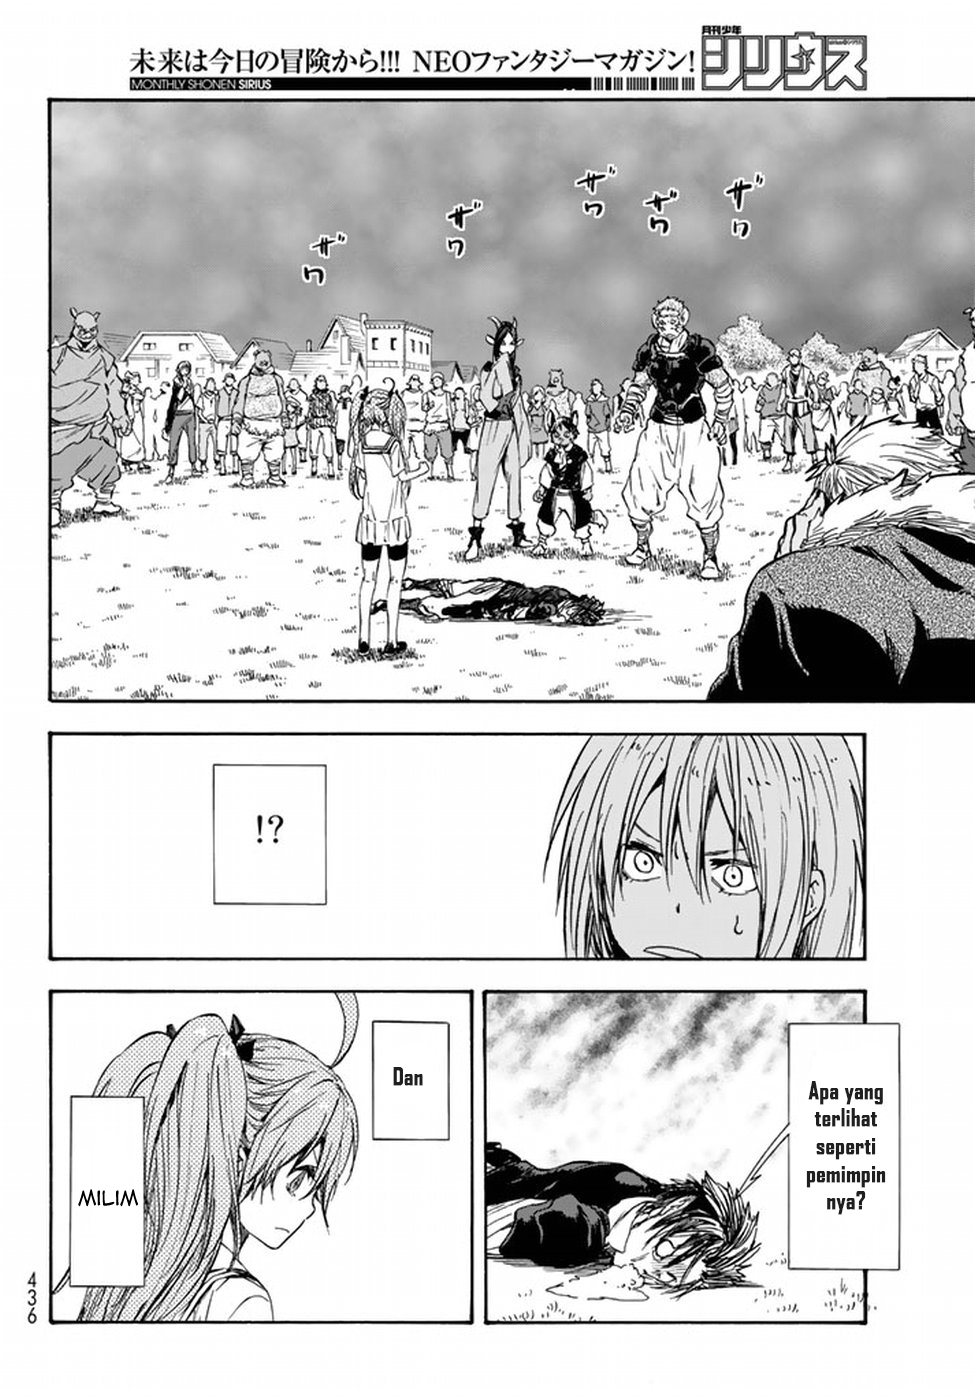 未来は今日の冒険から!!! NEOファンタジーマガジン!
月刊少年
シリウス
MONTHLY SHONEN SIRIUS
ザワ
ザワ
ザワ
ザワ
ザワ
!?
Apa yang
terlihat
seperti
pemimpin
nya?
Dan
MILIM
436